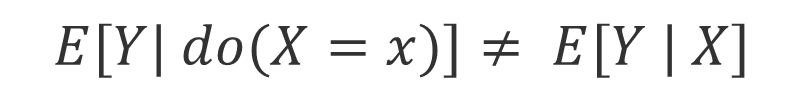 E[Y| do(X = x)] ≠ E[Y | X]